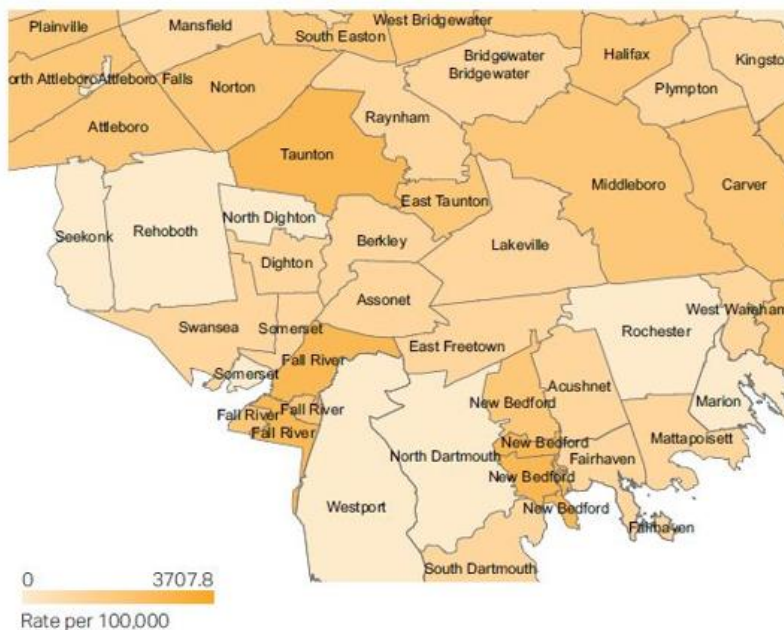 Plainville
Mansfield
South Easton
West Bridgewater
Bridgewater
Bridgewater
Halifax
Kingsto
Plympton
orth Attleboro
Attleboro Falls
Norton
Raynham
Attleboro
Taunton
Middleboro
Carver
East Taunton
Seekonk
Rehoboth
North Dighton
Berkley
Lakeville
Dighton
Assonet
Swansea
Somerset
West Wareham
Rochester
East Freetown
Fall River
Somerset
Acushnet
Marion
New Bedford
Fall River
Fall River
Fall River
Mattapoisett
New Bedford
North Dartmouth
Fairhaven
New Bedford
Westport
New Bedford
Fairhaven
South Dartmouth
0 3707.8
Rate per 100,000